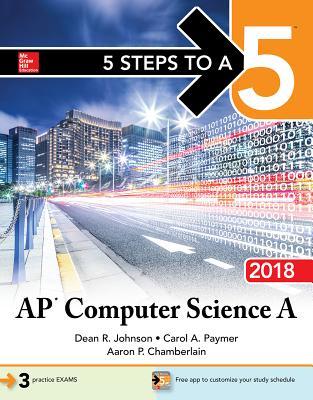 Mc
Graw
Hill
Education
5 STEPS TO A
5™
2018
AP® Computer Science A
Dean R. Johnson • Carol A. Paymer
Aaron P. Chamberlain
3 practice EXAMS
Free app to customize your study schedule